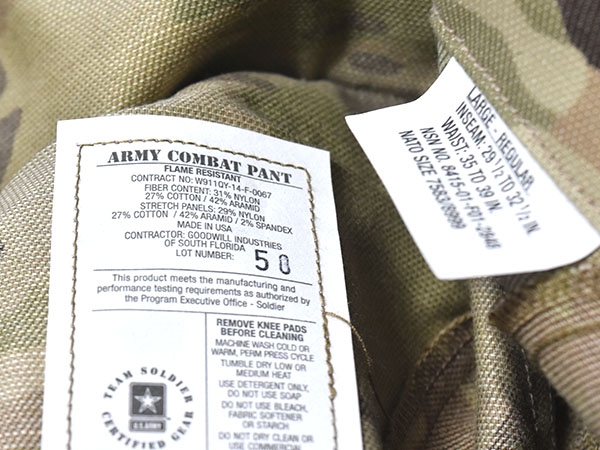 ARMY COMBAT PANT
FLAME RESISTANT
CONTRACT NO: W911QY-14-F-0067
FIBER CONTENT: 31% NYLON
27% COTTON / 42% ARAMID
STRETCH PANELS: 29% NYLON
27% COTTON / 42% ARAMID / 2% SPANDEX
MADE IN USA
CONTRACTOR: GOODWILL INDUSTRIES
OF SOUTH FLORIDA
LOT NUMBER: 50
This product meets the manufacturing and
performance testing requirements as authorized by
the Program Executive Office - Soldier
TEAM SOLDIER
U.S. ARMY
CERTIFIED GEAR
REMOVE KNEE PADS
BEFORE CLEANING
MACHINE WASH COLD OR
WARM, PERM PRESS CYCLE
TUMBLE DRY LOW OR
MEDIUM HEAT
USE DETERGENT ONLY,
DO NOT USE SOAP
DO NOT BLEACH,
FABRIC SOFTENER
OR STARCH
DO NOT DRY CLEAN OR
USE COMMERCIAL
LARGE - REGULAR
INSEAM: 29 1/2 TO 32 1/2 IN.
WAIST: 35 TO 39 IN.
NSN NO. 8415-01-F01-2848
NATO SIZE 7583/8999